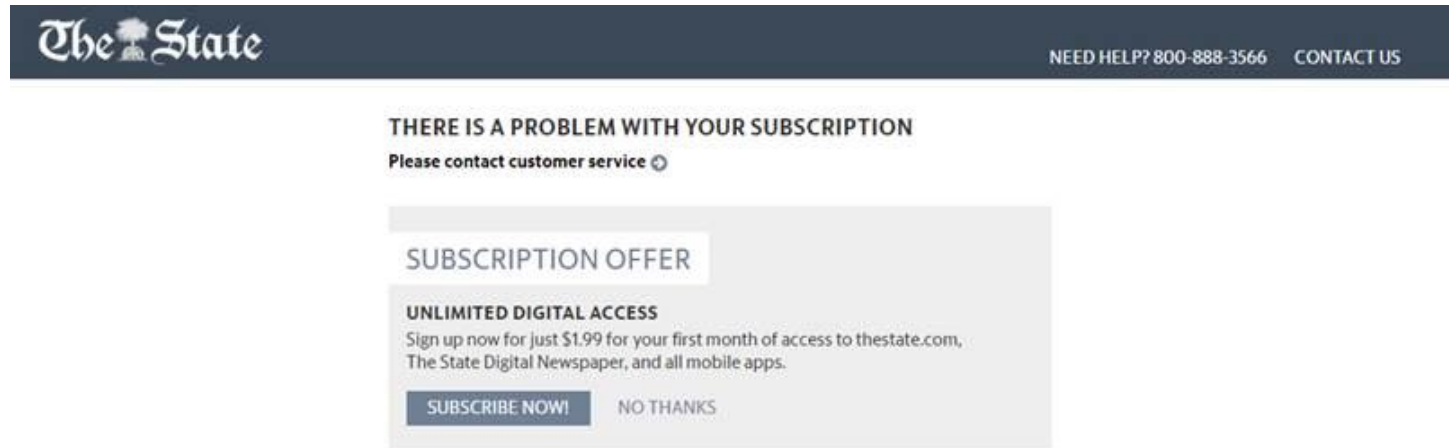 The State
NEED HELP? 800-888-3566 CONTACT US
THERE IS A PROBLEM WITH YOUR SUBSCRIPTION
Please contact customer service
SUBSCRIPTION OFFER
UNLIMITED DIGITAL ACCESS
Sign up now for just $1.99 for your first month of access to thestate.com,
The State Digital Newspaper, and all mobile apps.
SUBSCRIBE NOW! NO THANKS